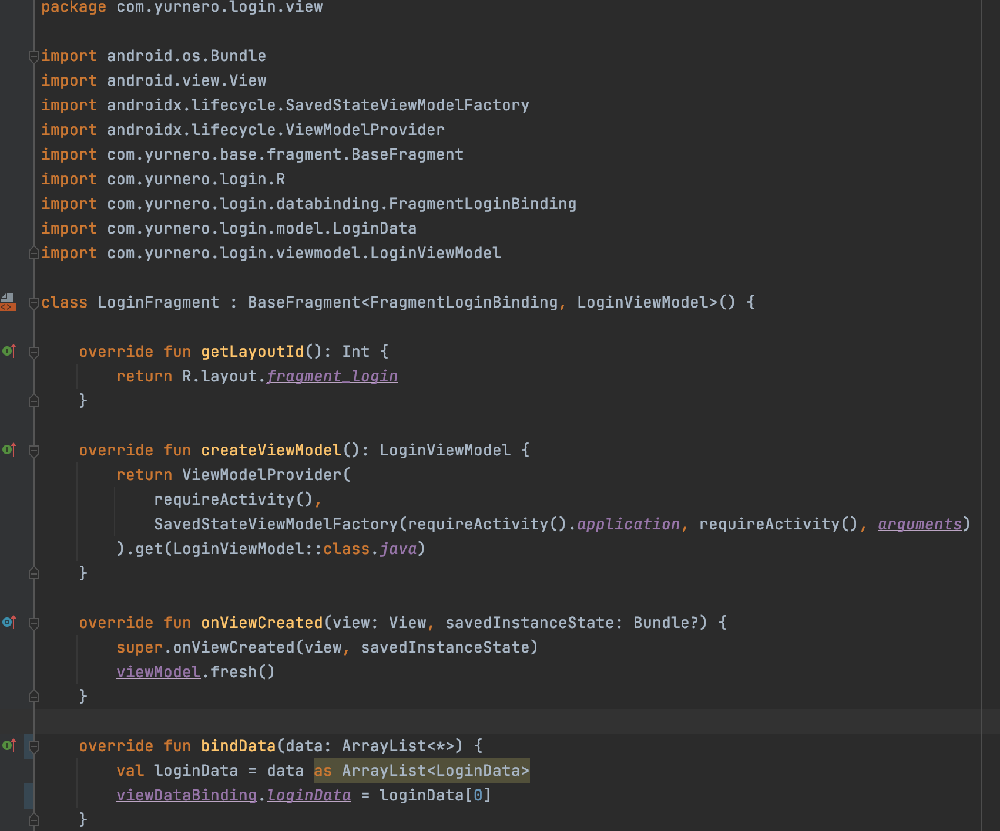 package com.yurnero.login.view
import android.os.Bundle
import android.view.View
import androidx.lifecycle.SavedStateViewModelFactory
import androidx.lifecycle.ViewModelProvider
import com.yurnero.base.fragment.BaseFragment
import com.yurnero.login.R
import com.yurnero.login.databinding.FragmentLoginBinding
import com.yurnero.login.model.LoginData
import com.yurnero.login.viewmodel.LoginViewModel
class LoginFragment : BaseFragment<FragmentLoginBinding, LoginViewModel>() {
override fun getLayoutId(): Int {
return R.layout.fragment_login
}
override fun createViewModel(): LoginViewModel {
return ViewModelProvider(
requireActivity(),
SavedStateViewModelFactory(requireActivity().application, requireActivity(), arguments)
).get(LoginViewModel::class.java)
}
override fun onViewCreated(view: View, savedInstanceState: Bundle?) {
super.onViewCreated(view, savedInstanceState)
viewModel.fresh()
}
override fun bindData(data: ArrayList<*>) {
val loginData = data as ArrayList<LoginData>
viewDataBinding.loginData = loginData[0]
}